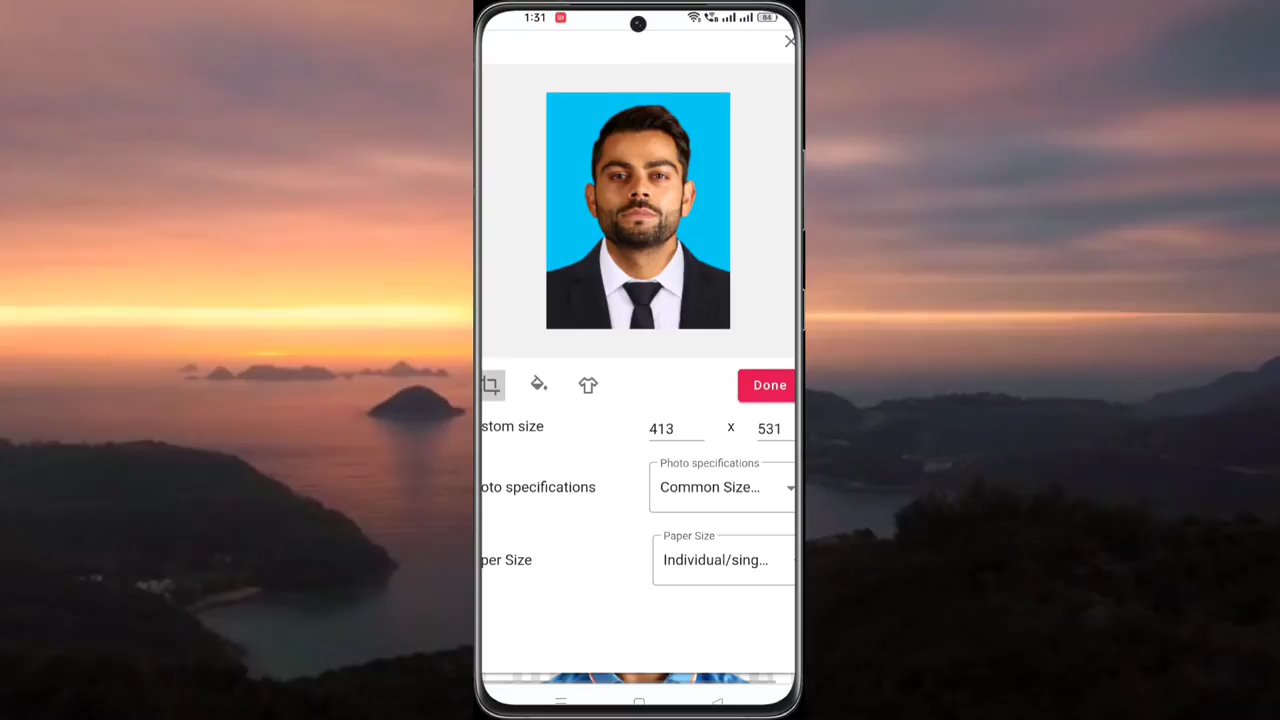 1:31
84
Done
stom size
413 x 531
Photo specifications
oto specifications
Common Size...
Paper Size
per Size
Individual/sing...